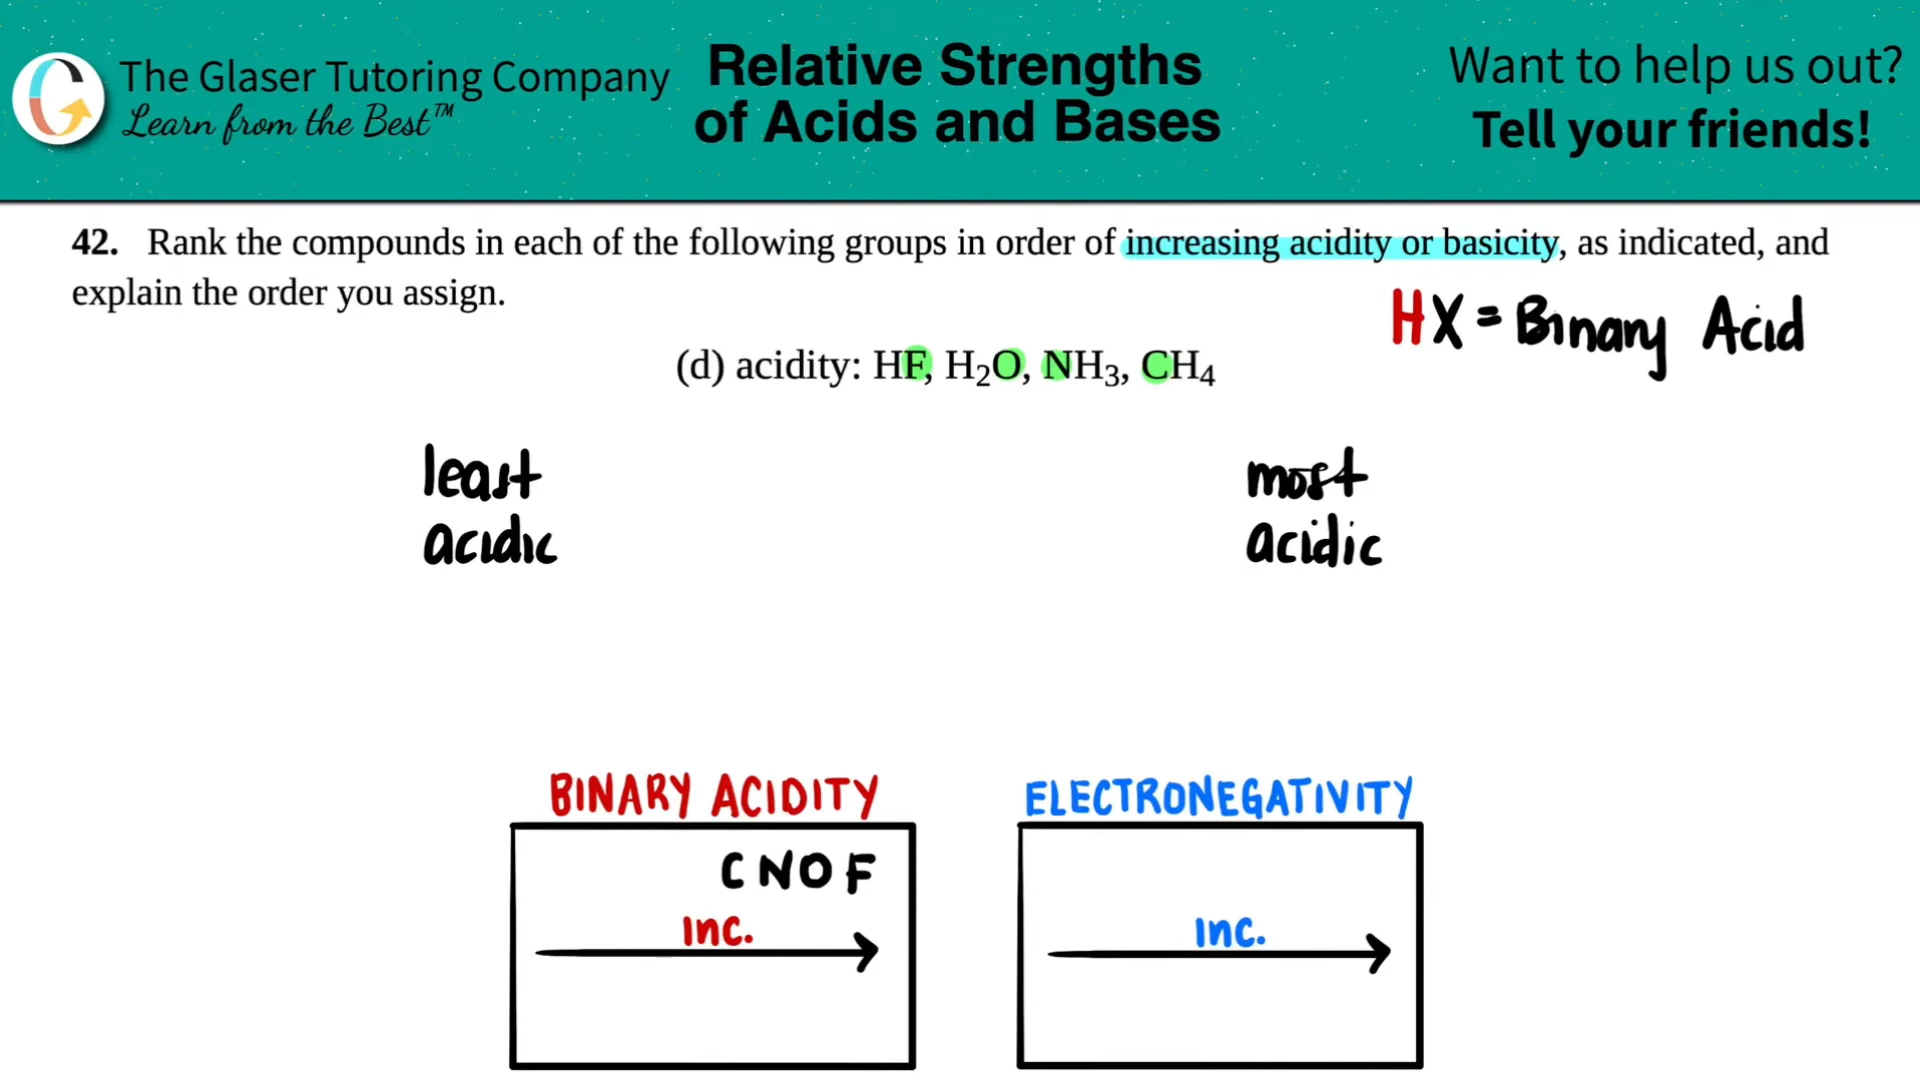 The Glaser Tutoring Company
Learn from the Best™
Relative Strengths
of Acids and Bases
Want to help us out?
Tell your friends!
42. Rank the compounds in each of the following groups in order of increasing acidity or basicity, as indicated, and
explain the order you assign.
HX = Binary Acid
(d) acidity: HF, H₂O, NH₃, CH₄
least
acidic
most
acidic
BINARY ACIDITY
C N O F
inc.
ELECTRONEGATIVITY
inc.